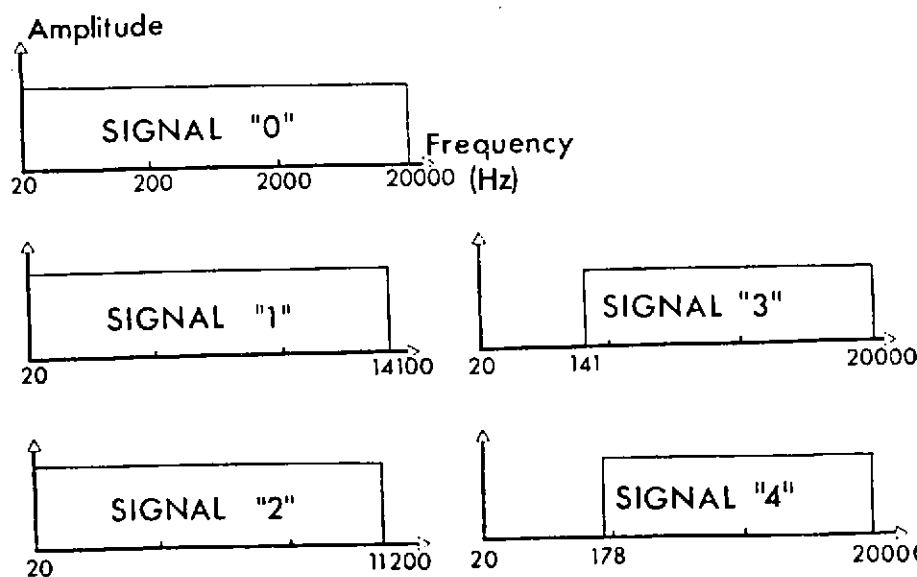 Amplitude
SIGNAL "0"
Frequency
(Hz)
20 200 2000 20000
SIGNAL "1"
20 14100
SIGNAL "3"
20 141 20000
SIGNAL "2"
20 11200
SIGNAL "4"
20 178 20000